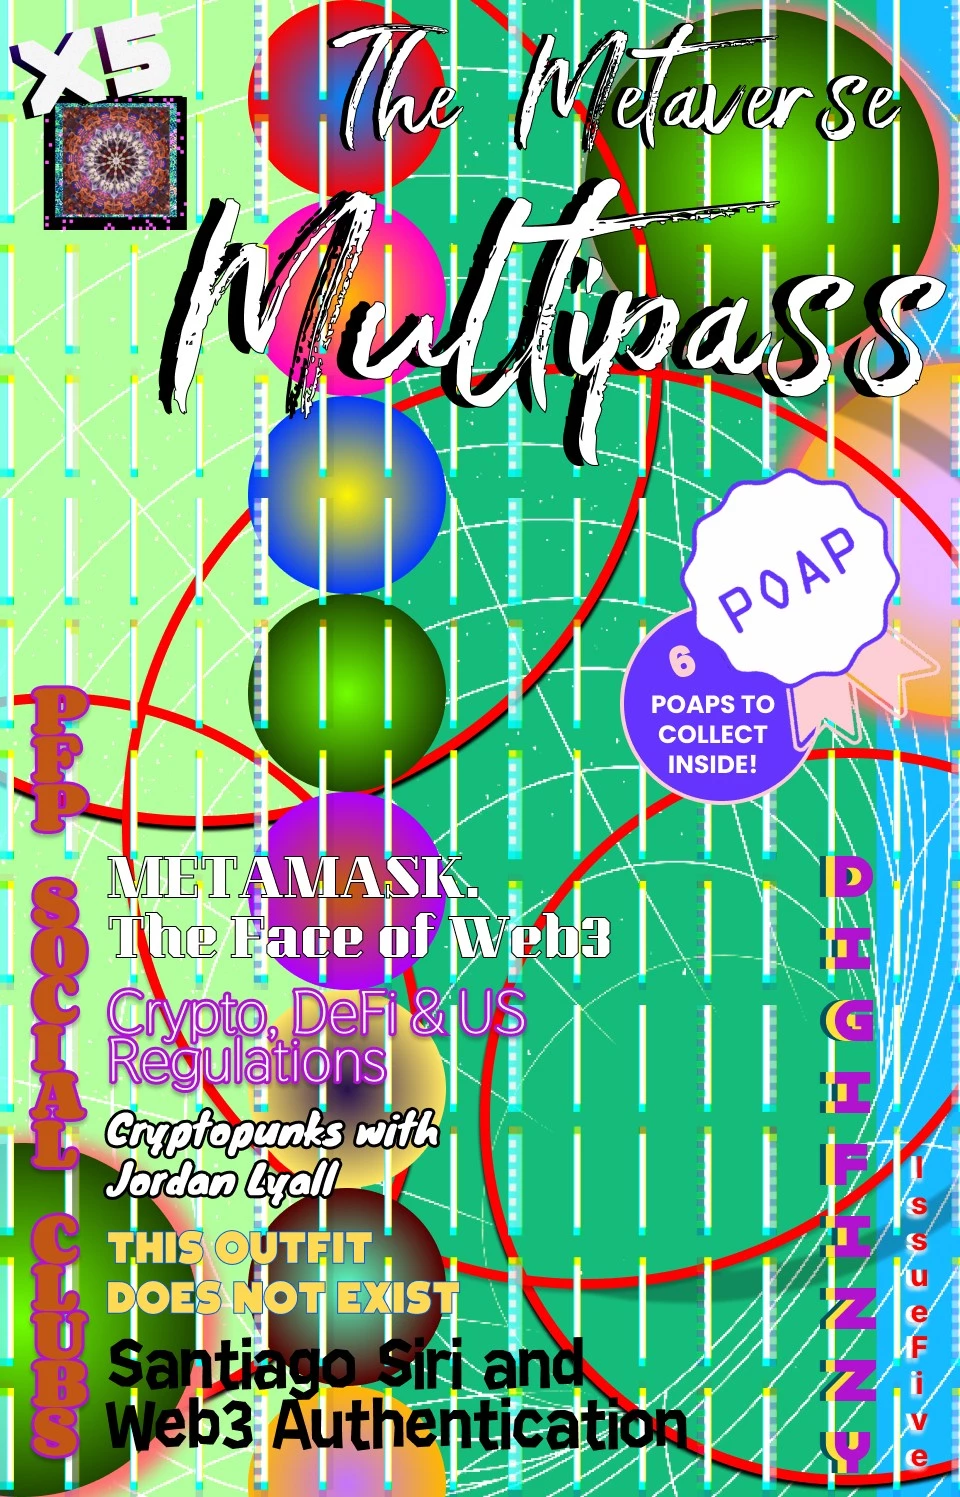 X5
The Metaverse
Multipass
POAP
6
POAPS TO
COLLECT
INSIDE!
PFP SOCIAL CLUBS
METAMASK.
The Face of Web3
Crypto, DeFi & US
Regulations
Cryptopunks with
Jordan Lyall
THIS OUTFIT
DOES NOT EXIST
Santiago Siri and
Web3 Authentication
DIGIFIZZY
IssueFive